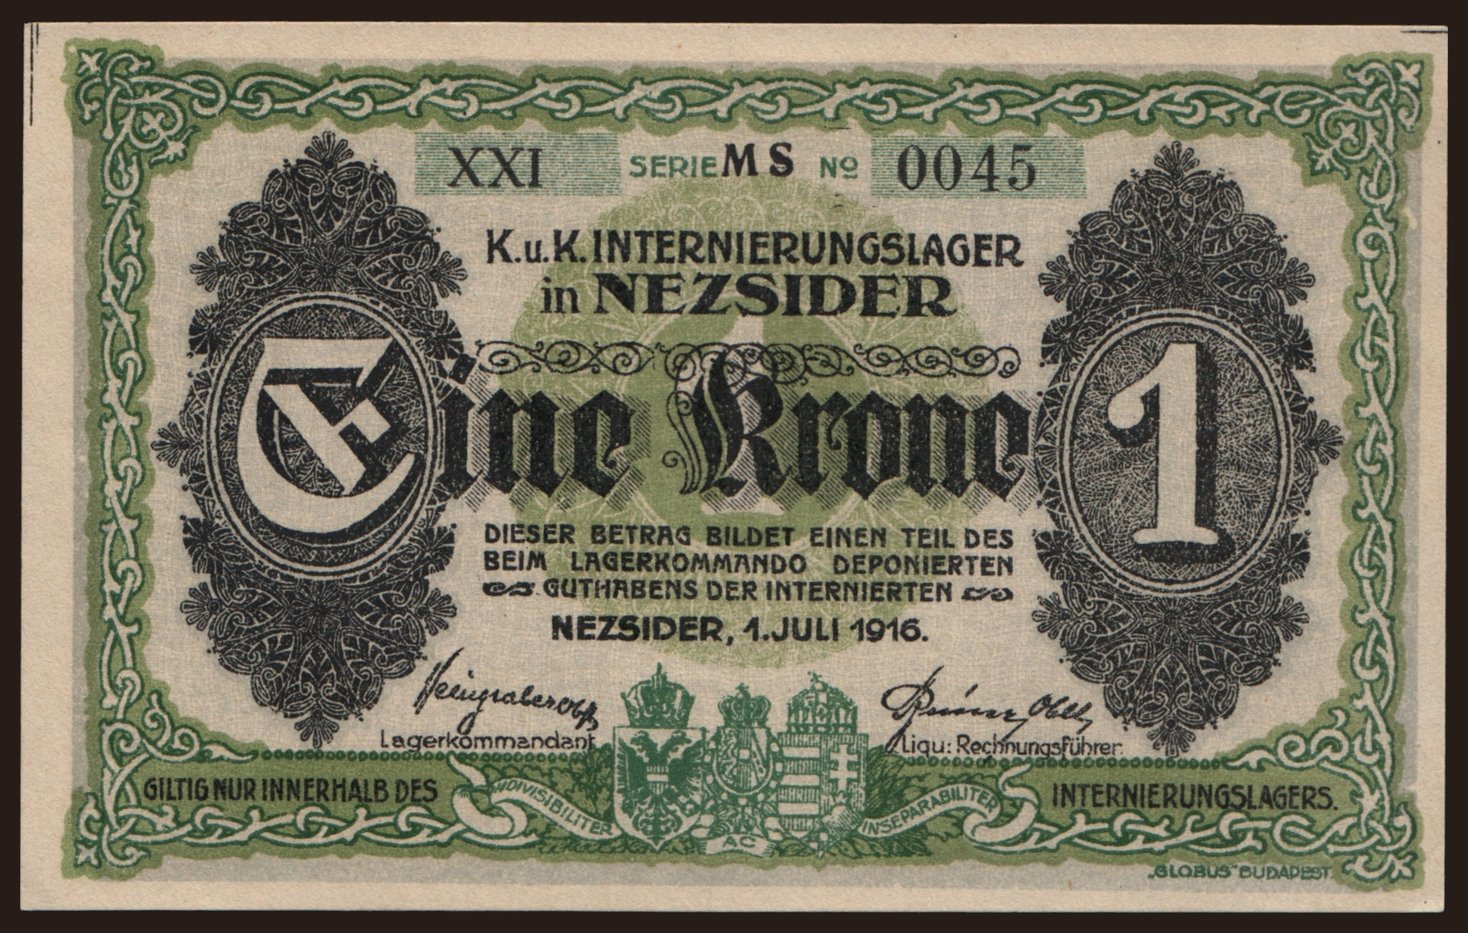 XXI SERIE MS No 0045
K.u.K. INTERNIERUNGSLAGER
in NEZSIDER
Eine Krone 1
DIESER BETRAG BILDET EINEN TEIL DES
BEIM LAGERKOMMANDO DEPONIERTEN
GUTHABENS DER INTERNIERTEN
NEZSIDER, 1. JULI 1916.
Lagerkommandant Liqu: Rechnungsführer.
GILTIG NUR INNERHALB DES INTERNIERUNGSLAGERS.
INDIVISIBILITER AC INSEPARABILITER
„GLOBUS" BUDAPEST.